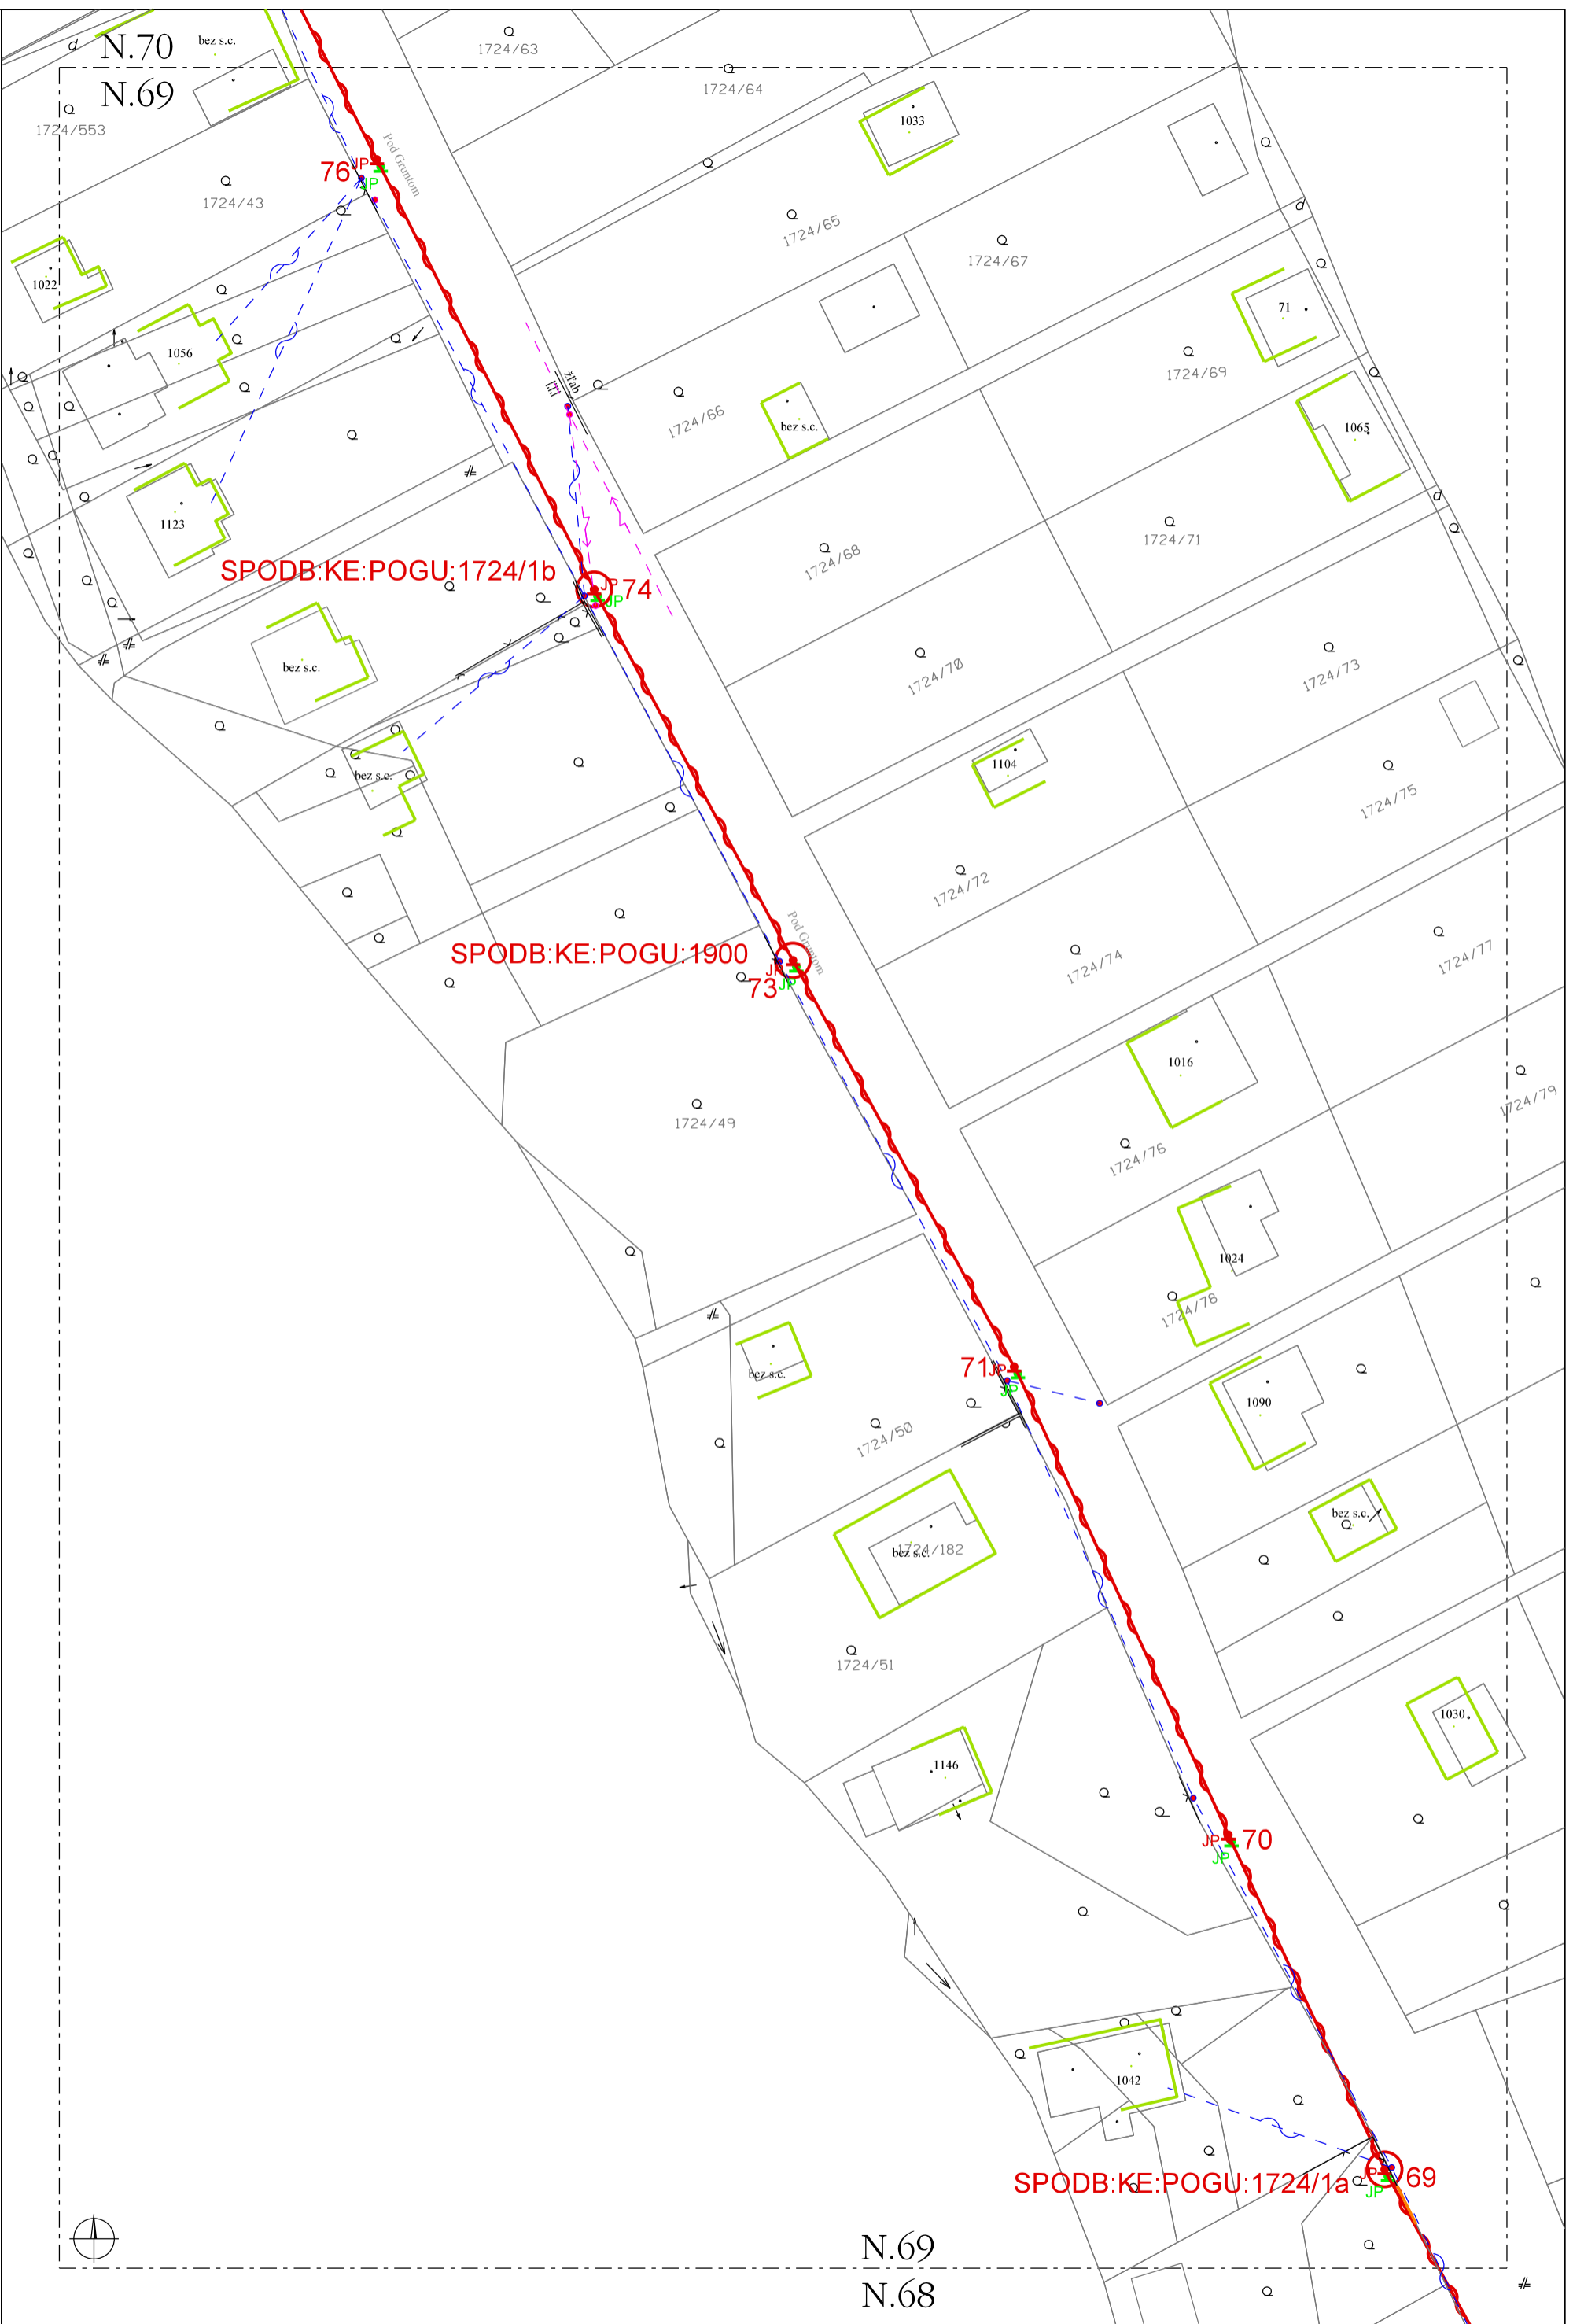 N.70
bez s.c.
1724/63
N.69
1724/64
1724/553
1033
Pod Gruntom
76
JP
JP
1724/43
1724/65
1724/67
1022
71
1056
1724/69
žľab
1724/66
bez s.c.
1065
1123
1724/71
1724/68
SPODB:KE:POGU:1724/1b
JP
74
JP
bez s.c.
1724/70
1724/73
1104
bez s.c.
1724/75
1724/72
Pod Gruntom
SPODB:KE:POGU:1900
1724/77
1724/74
JP
73
JP
1016
1724/79
1724/49
1724/76
1024
1724/78
71
JP
JP
bez s.c.
1090
1724/50
bez s.c.
1724/182
bez s.c.
1724/51
1030
1146
JP
70
JP
1042
SPODB:KE:POGU:1724/1a
JP
69
JP
N.69
N.68